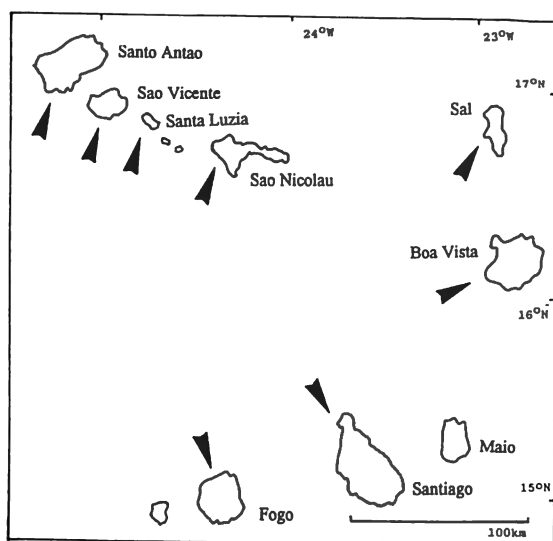 24°W
23°W
Santo Antao
Sao Vicente
17°N
Santa Luzia
Sal
Sao Nicolau
Boa Vista
16°N
Maio
Santiago
15°N
Fogo
100km